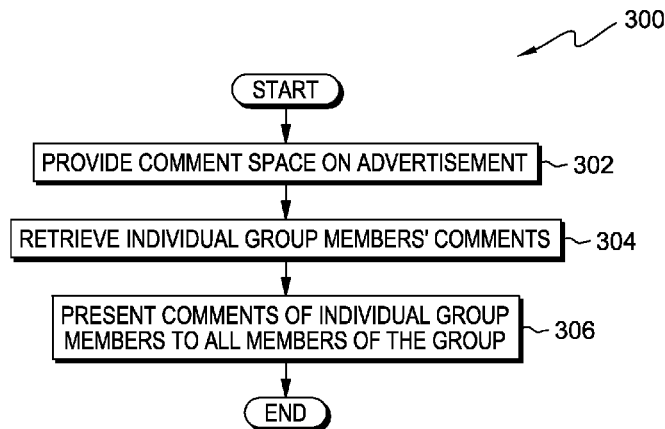 300
START
PROVIDE COMMENT SPACE ON ADVERTISEMENT
302
RETRIEVE INDIVIDUAL GROUP MEMBERS' COMMENTS
304
PRESENT COMMENTS OF INDIVIDUAL GROUP
MEMBERS TO ALL MEMBERS OF THE GROUP
306
END